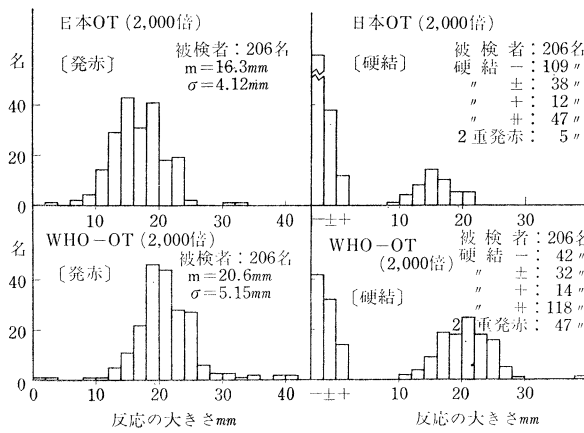 日本OT (2,000倍)
名
〔発赤〕
被検者：206名
m＝16.3mm
σ＝4.12mm
40
20
0
10
20
30
40
日本OT (2,000倍)
〔硬結〕
被検者：206名
硬結－：109〃
〃 ±：38〃
〃 ＋：12〃
〃 ⧺：47〃
2重発赤：5〃
－±＋
10
20
30
WHO－OT (2,000倍)
名
〔発赤〕
被検者：206名
m＝20.6mm
σ＝5.15mm
40
20
0
0
10
20
30
40
反応の大きさmm
WHO－OT
(2,000倍)
〔硬結〕
被検者：206名
硬結－：42〃
〃 ±：32〃
〃 ＋：14〃
〃 ⧺：118〃
2重発赤：47〃
－±＋
10
20
30
反応の大きさmm